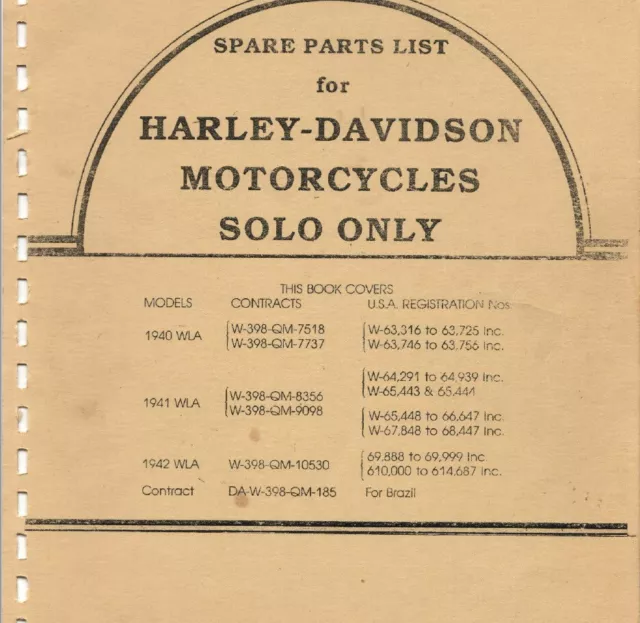 SPARE PARTS LIST
for
HARLEY-DAVIDSON
MOTORCYCLES
SOLO ONLY
THIS BOOK COVERS
MODELS CONTRACTS U.S.A. REGISTRATION Nos.
1940 WLA W-398-QM-7518 W-63,316 to 63,725 Inc.
W-398-QM-7737 W-63,746 to 63,756 Inc.
W-64,291 to 64,939 Inc.
1941 WLA W-398-QM-8356 W-65,443 & 65,444
W-398-QM-9098 W-65,448 to 66,647 Inc.
W-67,848 to 68,447 Inc.
1942 WLA W-398-QM-10530 69,888 to 69,999 Inc
610,000 to 614,687 Inc.
Contract DA-W-398-QM-185 For Brazil